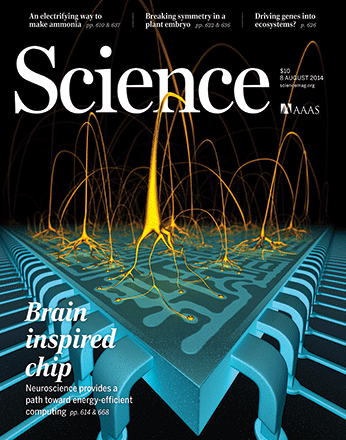 An electrifying way to
make ammonia pp. 610 & 637
Breaking symmetry in a
plant embryo pp. 622 & 636
Driving genes into
ecosystems? p. 626
Science
$10
8 AUGUST 2014
sciencemag.org
AAAS
Brain
inspired
chip
Neuroscience provides a
path toward energy-efficient
computing pp. 614 & 668